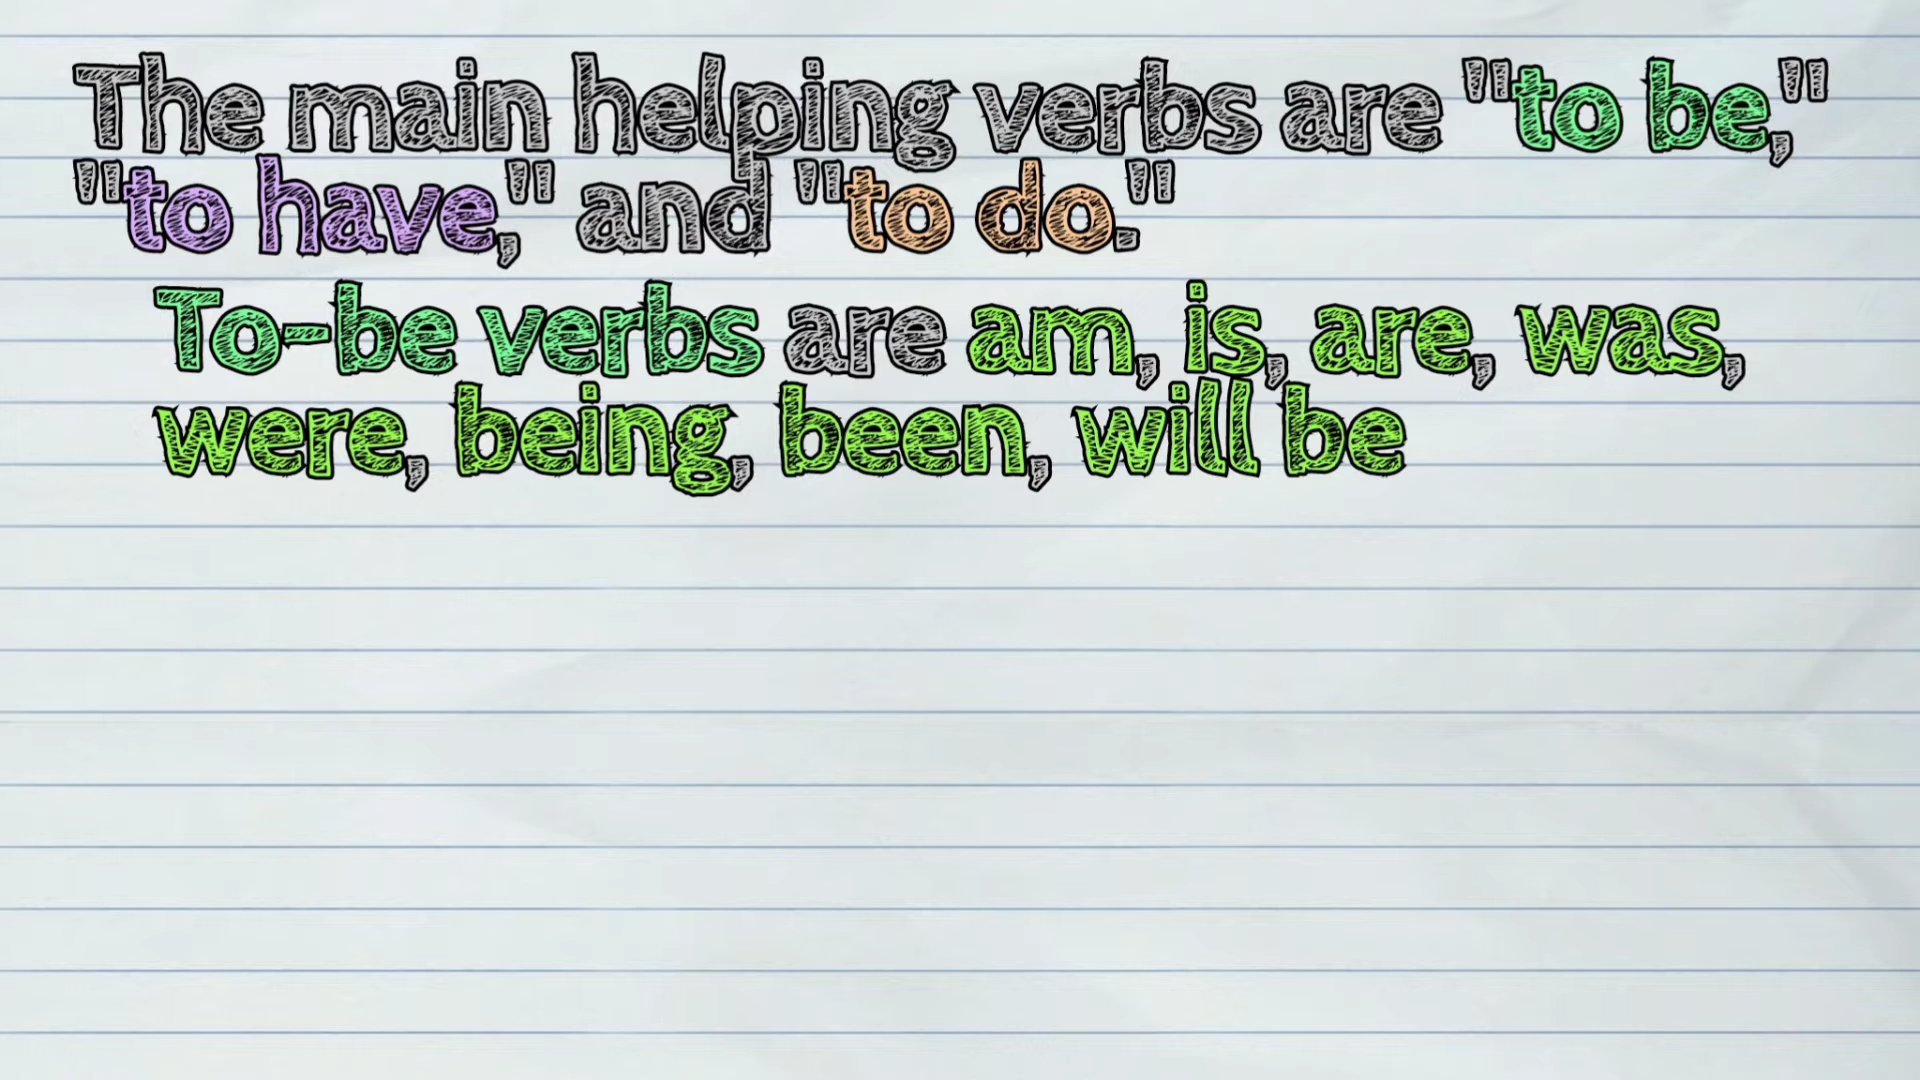 The main helping verbs are "to be,"
"to have," and "to do."
To-be verbs are am, is, are, was,
were, being, been, will be